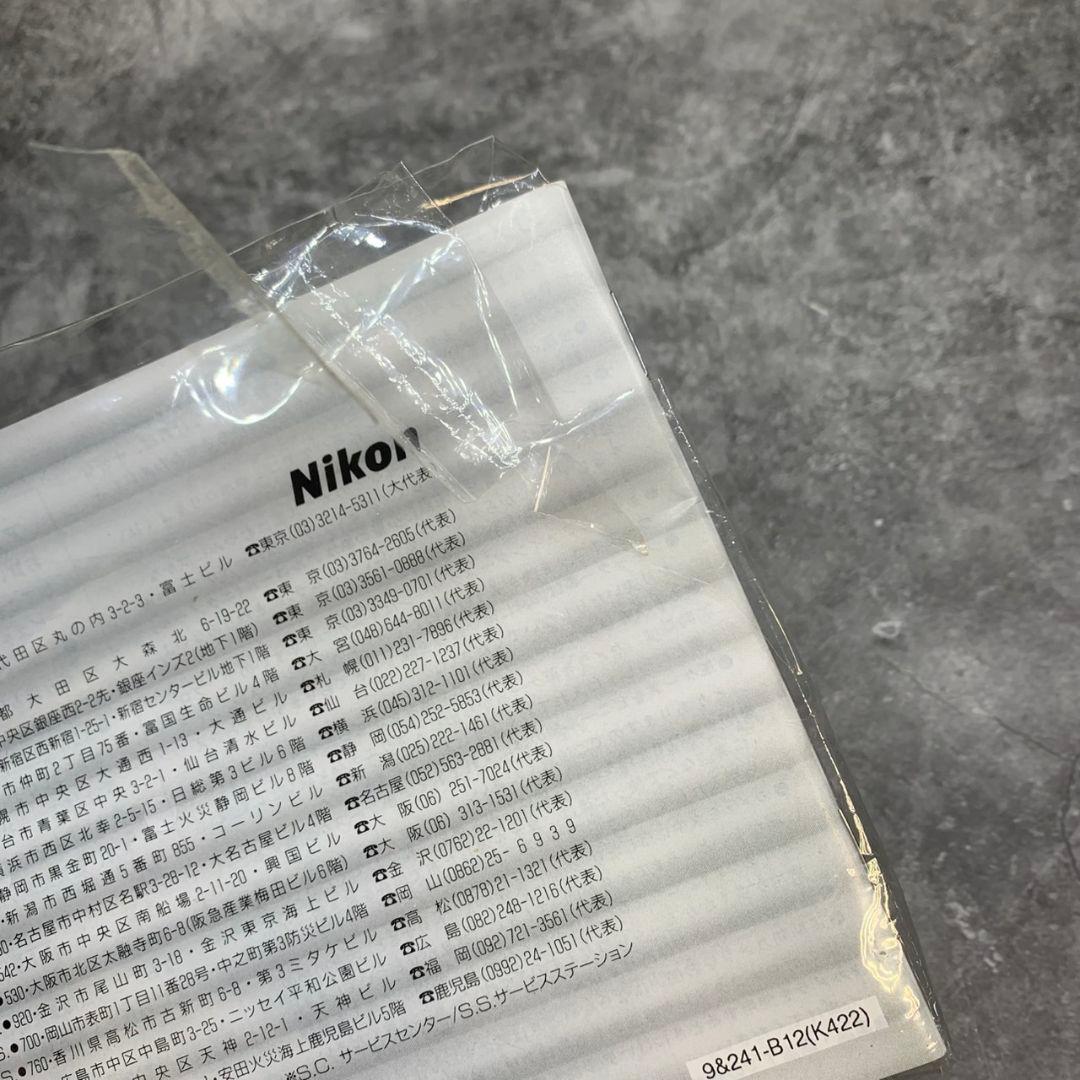 Nikon
代田区丸の内3-2-3・富士ビル ☎東京(03)3214-5311(大代表
都大田区大森北 6-19-22 ☎東 京(03)3764-2605(代表)
中央区銀座西2-2先・銀座インズ2(地下1階) ☎東 京(03)3561-0888(代表)
新宿区西新宿1-25-1・新宿センタービル地下1階 ☎東 京(03)3349-0701(代表)
市仲町2丁目75番・富国生命ビル4階 ☎大 宮(048)644-8011(代表)
幌市中央区大通西1-13・大通ビル ☎札 幌(011)231-7896(代表)
台市青葉区中央3-2-1・仙台清水ビル ☎仙 台(022)227-1237(代表)
横浜市西区北幸2-5-15・日総第3ビル6階 ☎横 浜(045)312-1101(代表)
静岡市黒金町20-1・富士火災静岡ビル8階 ☎静 岡(054)252-5853(代表)
・新潟市西堀通5番町855・コーリンビル ☎新 潟(025)222-1461(代表)
・名古屋市中村区名駅3-28-12・大名古屋ビル4階 ☎名古屋(052)563-2881(代表)
542・大阪市中央区南船場2-11-20・興国ビル ☎大 阪(06) 251-7024(代表)
●530・大阪市北区太融寺町6-8(阪急産業梅田ビル6階) ☎大 阪(06) 313-1531(代表)
●920・金沢市尾山町3-18・金沢東京海上ビル ☎金 沢(0762)22-1201(代表)
S.●700・岡山市表町1丁目11番28号・中之町第3防災ビル4階 ☎岡 山(0862)25-6939
S.●760・香川県高松市古新町6-8・第3ミタケビル ☎高 松(0878)21-1321(代表)
広島市中区中島町3-25・ニッセイ平和公園ビル ☎広 島(082)248-1216(代表)
中央区天神2-12-1・天神ビル ☎福 岡(092)721-3561(代表)
・安田火災海上鹿児島ビル5階 ☎鹿児島(0992)24-1051(代表)
※S.C. サービスセンター/S.S.サービスステーション
9&241-B12(K422)